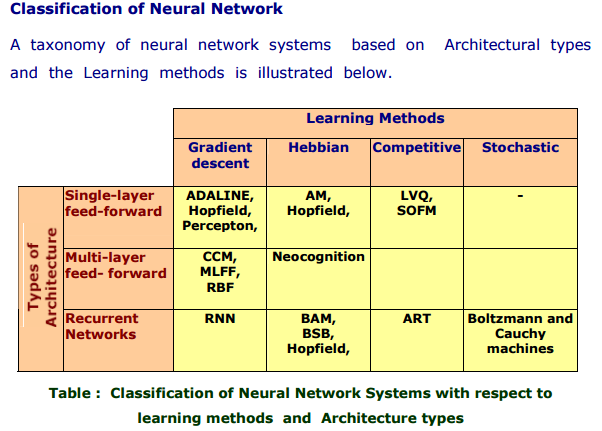 Classification of Neural Network
A taxonomy of neural network systems based on Architectural types
and the Learning methods is illustrated below.
Learning Methods
Gradient descent Hebbian Competitive Stochastic
Types of Architecture
Single-layer feed-forward ADALINE, Hopfield, Percepton, AM, Hopfield, LVQ, SOFM -
Multi-layer feed- forward CCM, MLFF, RBF Neocognition
Recurrent Networks RNN BAM, BSB, Hopfield, ART Boltzmann and Cauchy machines
Table : Classification of Neural Network Systems with respect to
learning methods and Architecture types